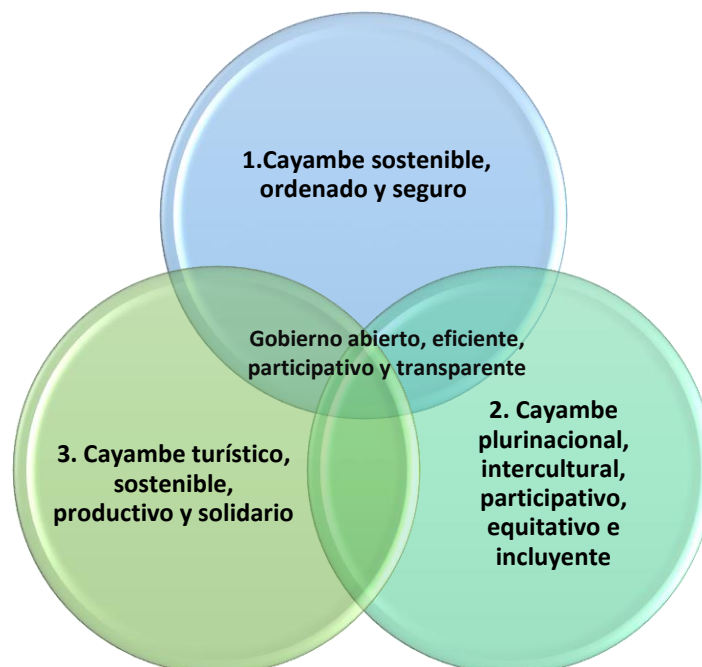 1.Cayambe sostenible,
ordenado y seguro
Gobierno abierto, eficiente,
participativo y transparente
2. Cayambe
plurinacional,
intercultural,
participativo,
equitativo e
incluyente
3. Cayambe turístico,
sostenible,
productivo y solidario